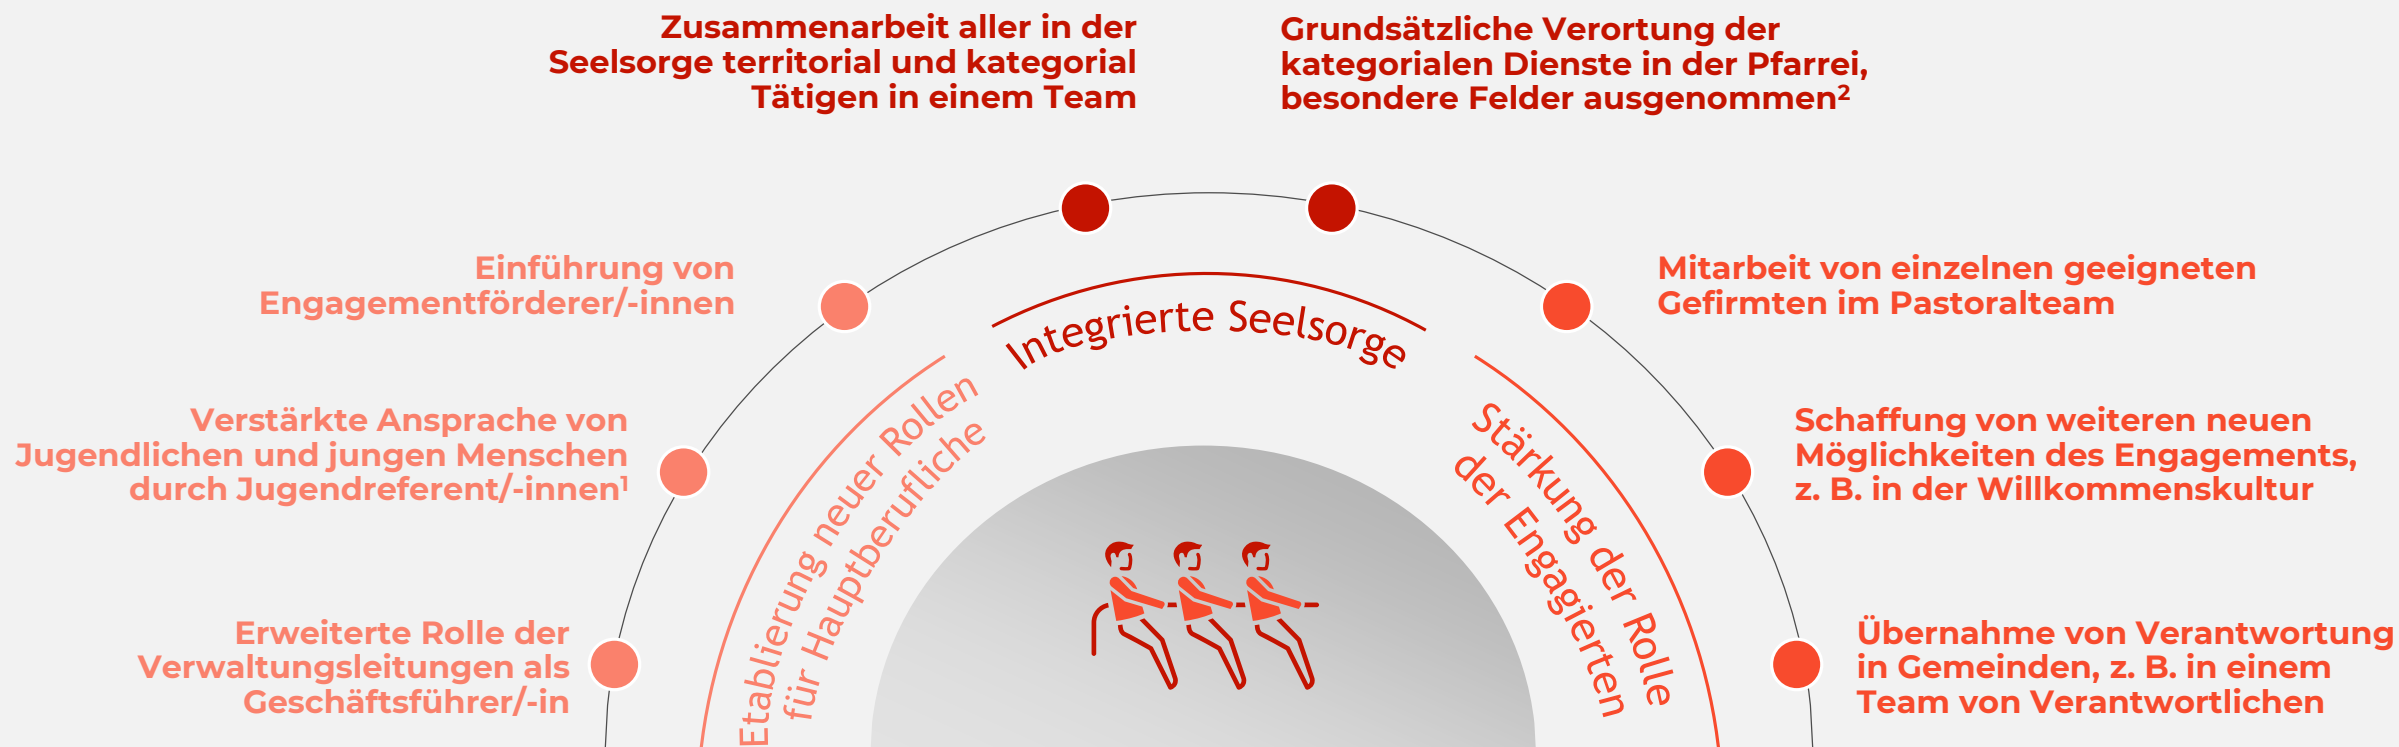 Zusammenarbeit aller in der
Seelsorge territorial und kategorial
Tätigen in einem Team
Grundsätzliche Verortung der
kategorialen Dienste in der Pfarrei,
besondere Felder ausgenommen²
Einführung von
Engagementförderer/-innen
Verstärkte Ansprache von
Jugendlichen und jungen Menschen
durch Jugendreferent/-innen¹
Erweiterte Rolle der
Verwaltungsleitungen als
Geschäftsführer/-in
Etablierung neuer Rollen
für Hauptberufliche
Integrierte Seelsorge
Stärkung der Rolle
der Engagierten
Mitarbeit von einzelnen geeigneten
Gefirmten im Pastoralteam
Schaffung von weiteren neuen
Möglichkeiten des Engagements,
z. B. in der Willkommenskultur
Übernahme von Verantwortung
in Gemeinden, z. B. in einem
Team von Verantwortlichen